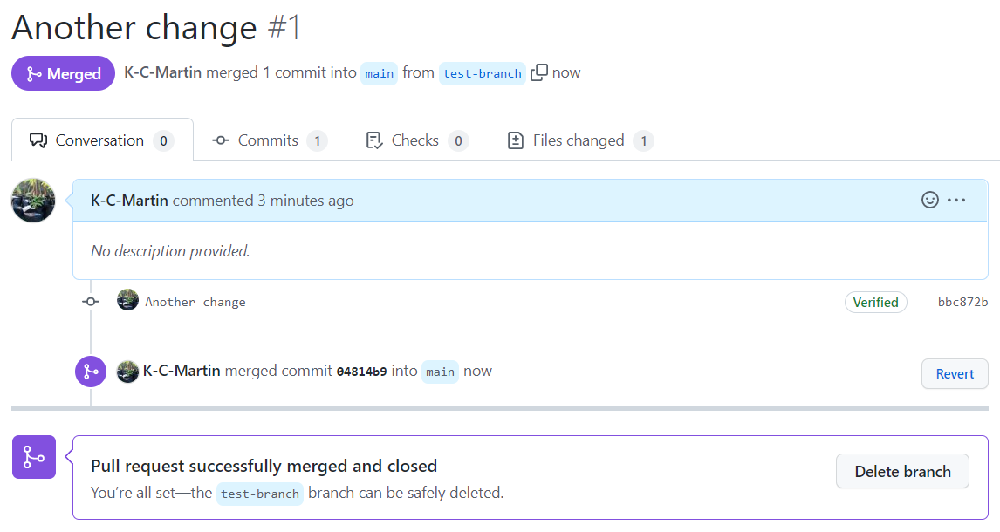 Another change #1
Merged K-C-Martin merged 1 commit into main from test-branch now
Conversation 0 Commits 1 Checks 0 Files changed 1
K-C-Martin commented 3 minutes ago
No description provided.
Another change Verified bbc872b
K-C-Martin merged commit 04814b9 into main now Revert
Pull request successfully merged and closed
Delete branch
You’re all set—the test-branch branch can be safely deleted.